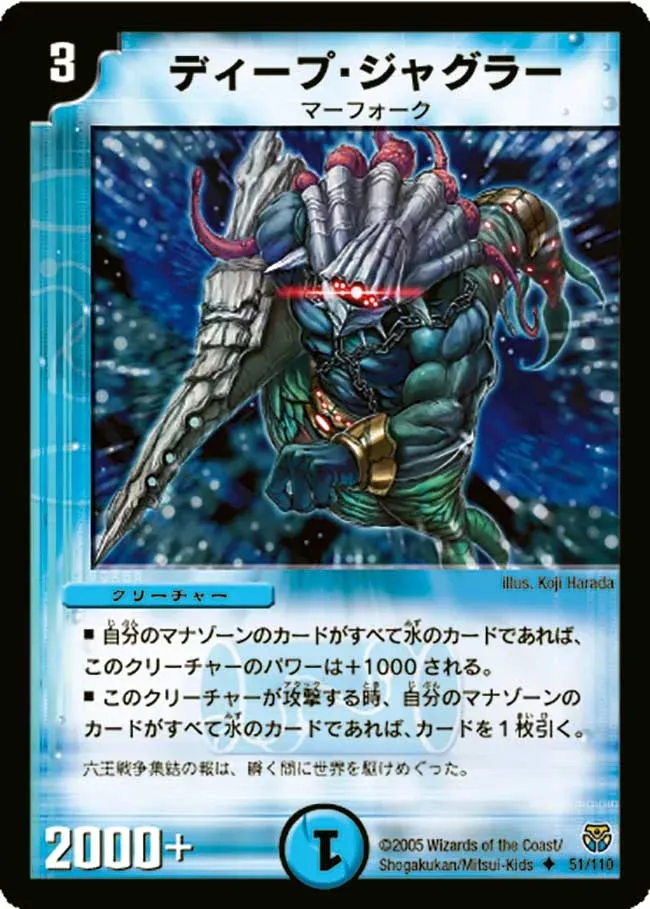 3
ディープ・ジャグラー
マーフォーク
illus. Koji Harada
クリーチャー
■ 自分のマナゾーンのカードがすべて水のカードであれば、
このクリーチャーのパワーは+1000される。
■ このクリーチャーが攻撃する時、自分のマナゾーンの
カードがすべて水のカードであれば、カードを1枚引く。
六王戦争集結の報は、瞬く間に世界を駆けめぐった。
2000+
1
©2005 Wizards of the Coast/
Shogakukan/Mitsui-Kids ♦ 51/110